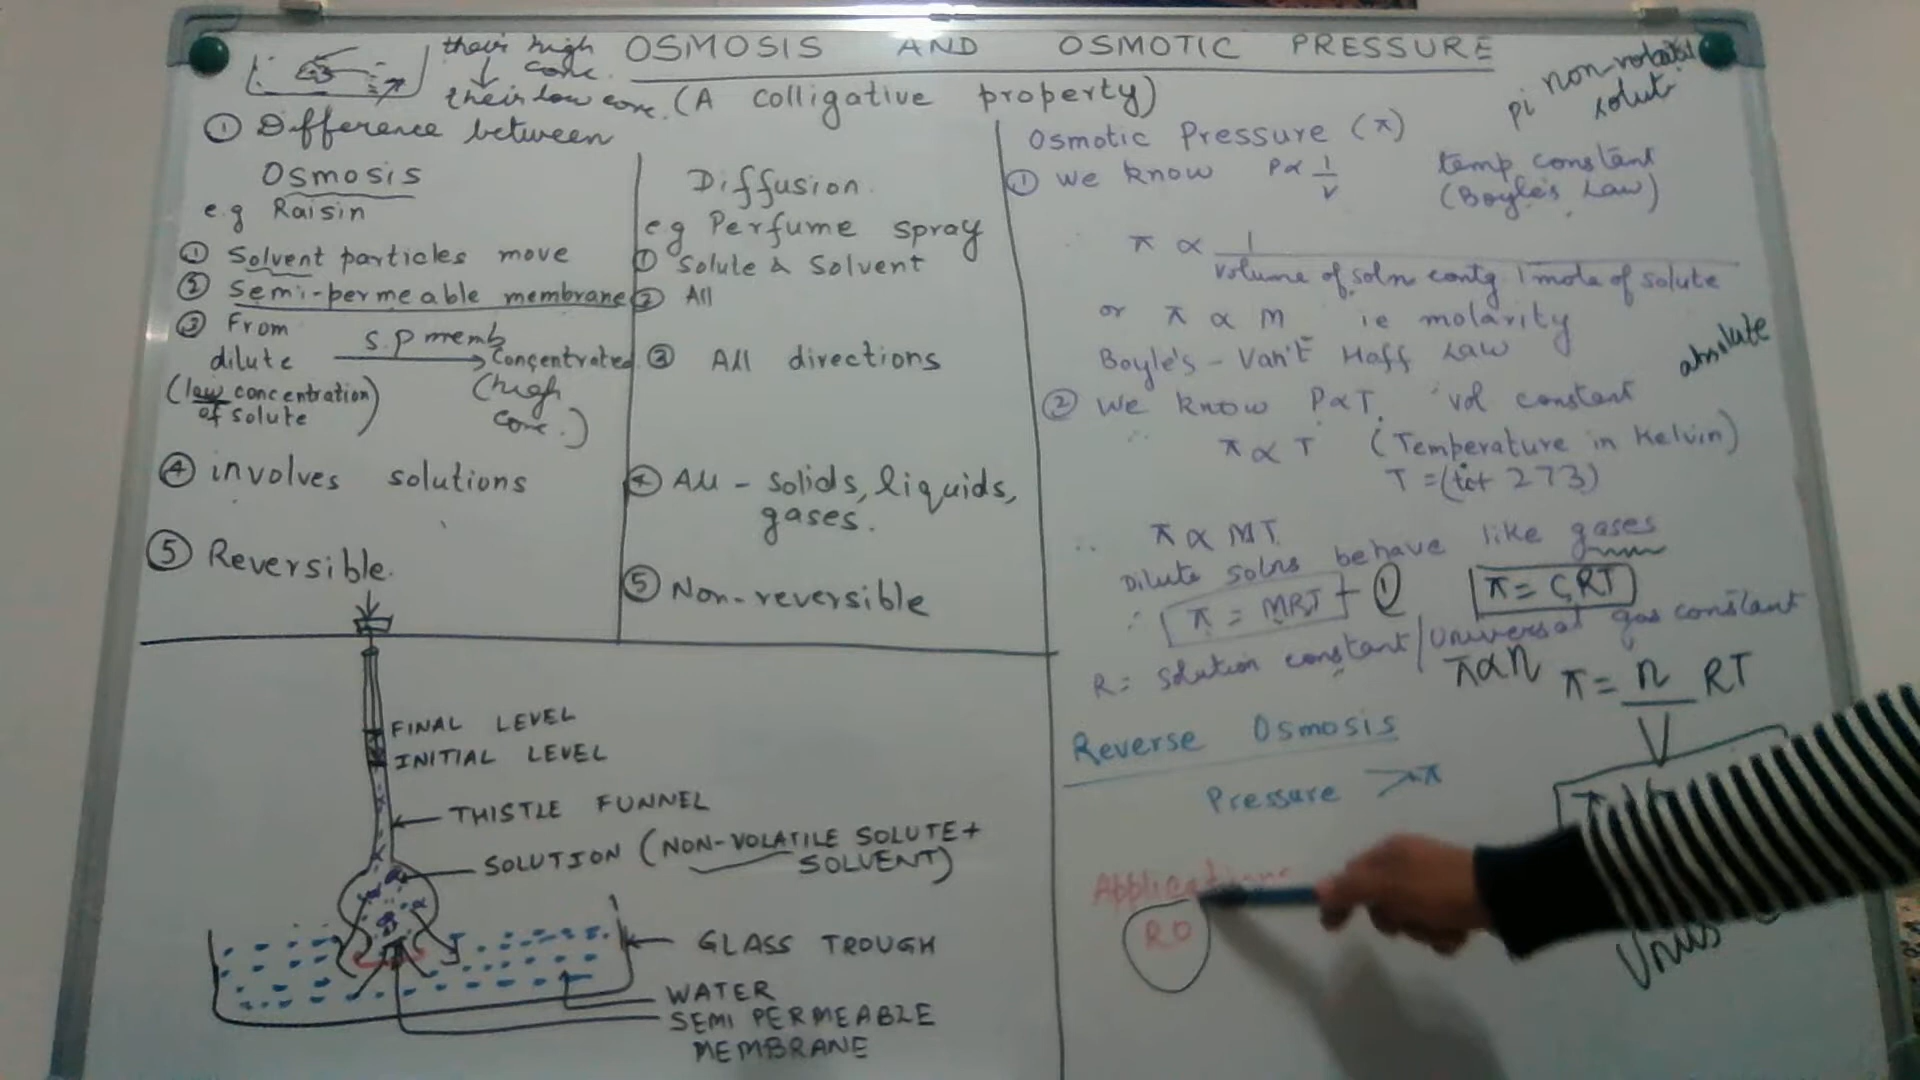 OSMOSIS AND OSMOTIC PRESSURE
(A colligative property)
their high conc.
their low conc.
① Difference between
Osmosis
e.g Raisin
① Solvent particles move
② Semi-permeable membrane
③ From dilute
s.p memb
Concentrated
(low concentration of solute)
(high conc.)
④ involves solutions
⑤ Reversible.
Diffusion.
e.g Perfume spray
① Solute & Solvent
② All
③ All directions
④ All - solids, liquids,
gases.
⑤ Non-reversible
FINAL LEVEL
INITIAL LEVEL
THISTLE FUNNEL
SOLUTION (NON-VOLATILE SOLUTE +
SOLVENT)
GLASS TROUGH
WATER
SEMI PERMEABLE
MEMBRANE
pi
Osmotic Pressure (π)
① We know P∝ 1/V temp constant
(Boyle's Law)
∴ π ∝ 1
volume of soln contg 1 mole of solute
or π ∝ M ie molarity
Boyle's - Van't Hoff Law
absolute
② We know P∝T, vol constant
∴ π ∝ T (Temperature in Kelvin)
T = (t°c + 273)
∴ π ∝ MT
Dilute solns behave like gases
∴ π = MRT - ①
π = CRT
R = Solution constant / Universal gas constant
π∝n
π = n/V RT
Reverse Osmosis
Pressure > π
RO